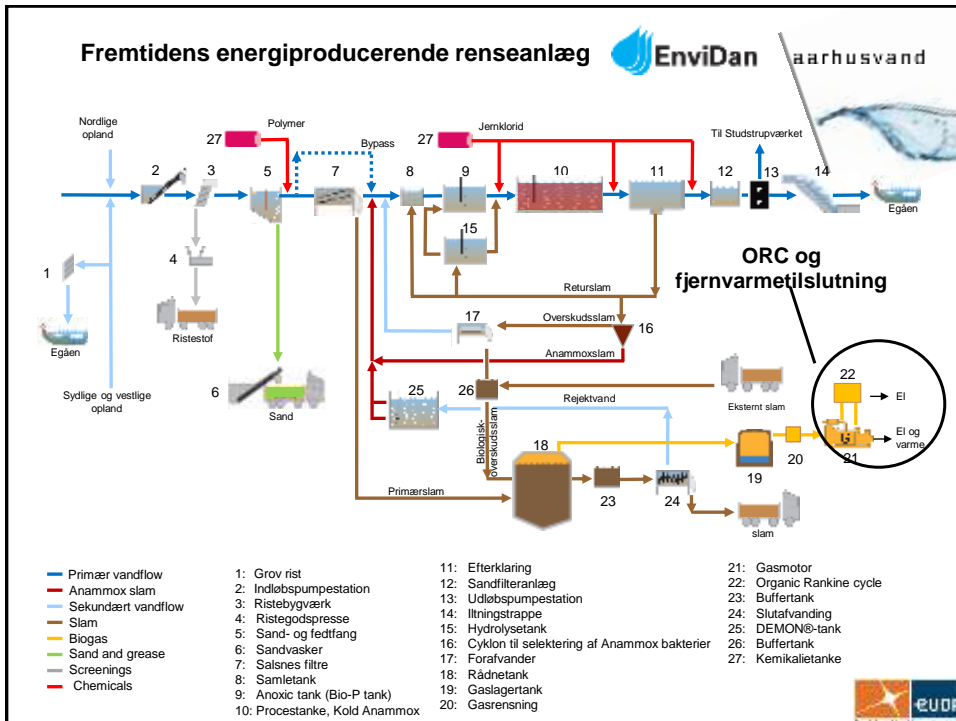 Fremtidens energiproducerende renseanlæg
EnviDan
aarhusvand
Nordlige
opland
Polymer
Jernklorid
Til Studstrupværket
27
27
Bypass
2
3
5
7
8
9
10
11
12
13
14
Egåen
15
1
4
ORC og
fjernvarmetilslutning
Returslam
Ristestof
Egåen
17
Overskudsslam
16
Anammoxslam
22
Sydlige og vestlige
opland
6
Sand
25
26
Eksternt slam
El
Rejektvand
Biologisk-
overskudsslam
18
El og
varme
G
19
20
21
Primærslam
23
24
slam
Primær vandflow
Anammox slam
Sekundært vandflow
Slam
Biogas
Sand and grease
Screenings
Chemicals
1: Grov rist
2: Indløbspumpestation
3: Ristebygværk
4: Ristegodspresse
5: Sand- og fedtfang
6: Sandvasker
7: Salsnes filtre
8: Samletank
9: Anoxic tank (Bio-P tank)
10: Procestanke, Kold Anammox
11: Efterklaring
12: Sandfilteranlæg
13: Udløbspumpestation
14: Iltningstrappe
15: Hydrolysetank
16: Cyklon til selektering af Anammox bakterier
17: Forafvander
18: Rådnetank
19: Gaslagertank
20: Gasrensning
21: Gasmotor
22: Organic Rankine cycle
23: Buffertank
24: Slutafvanding
25: DEMON®-tank
26: Buffertank
27: Kemikalietanke